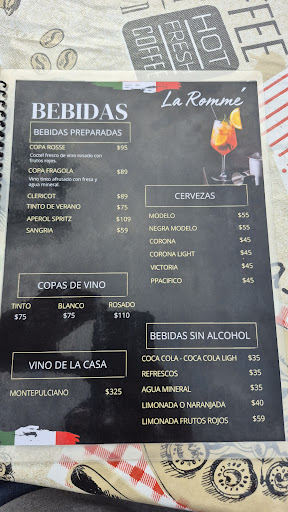 HOT
FRESH
COFFEE
La Rommé
BEBIDAS
BEBIDAS PREPARADAS
COPA ROSSE $95
Coctel fresco de vino rosado con
frutos rojos.
COPA FRAGOLA $89
Vino tinto afrutado con fresa y
agua mineral.
CLERICOT $89
TINTO DE VERANO $75
APEROL SPRITZ $109
SANGRIA $59
COPAS DE VINO
TINTO BLANCO ROSADO
$75 $75 $110
VINO DE LA CASA
MONTEPULCIANO $325
CERVEZAS
MODELO $55
NEGRA MODELO $55
CORONA $45
CORONA LIGHT $45
VICTORIA $45
PPACIFICO $45
BEBIDAS SIN ALCOHOL
COCA COLA - COCA COLA LIGH $35
REFRESCOS $35
AGUA MINERAL $35
LIMONADA O NARANJADA $40
LIMONADA FRUTOS ROJOS $59